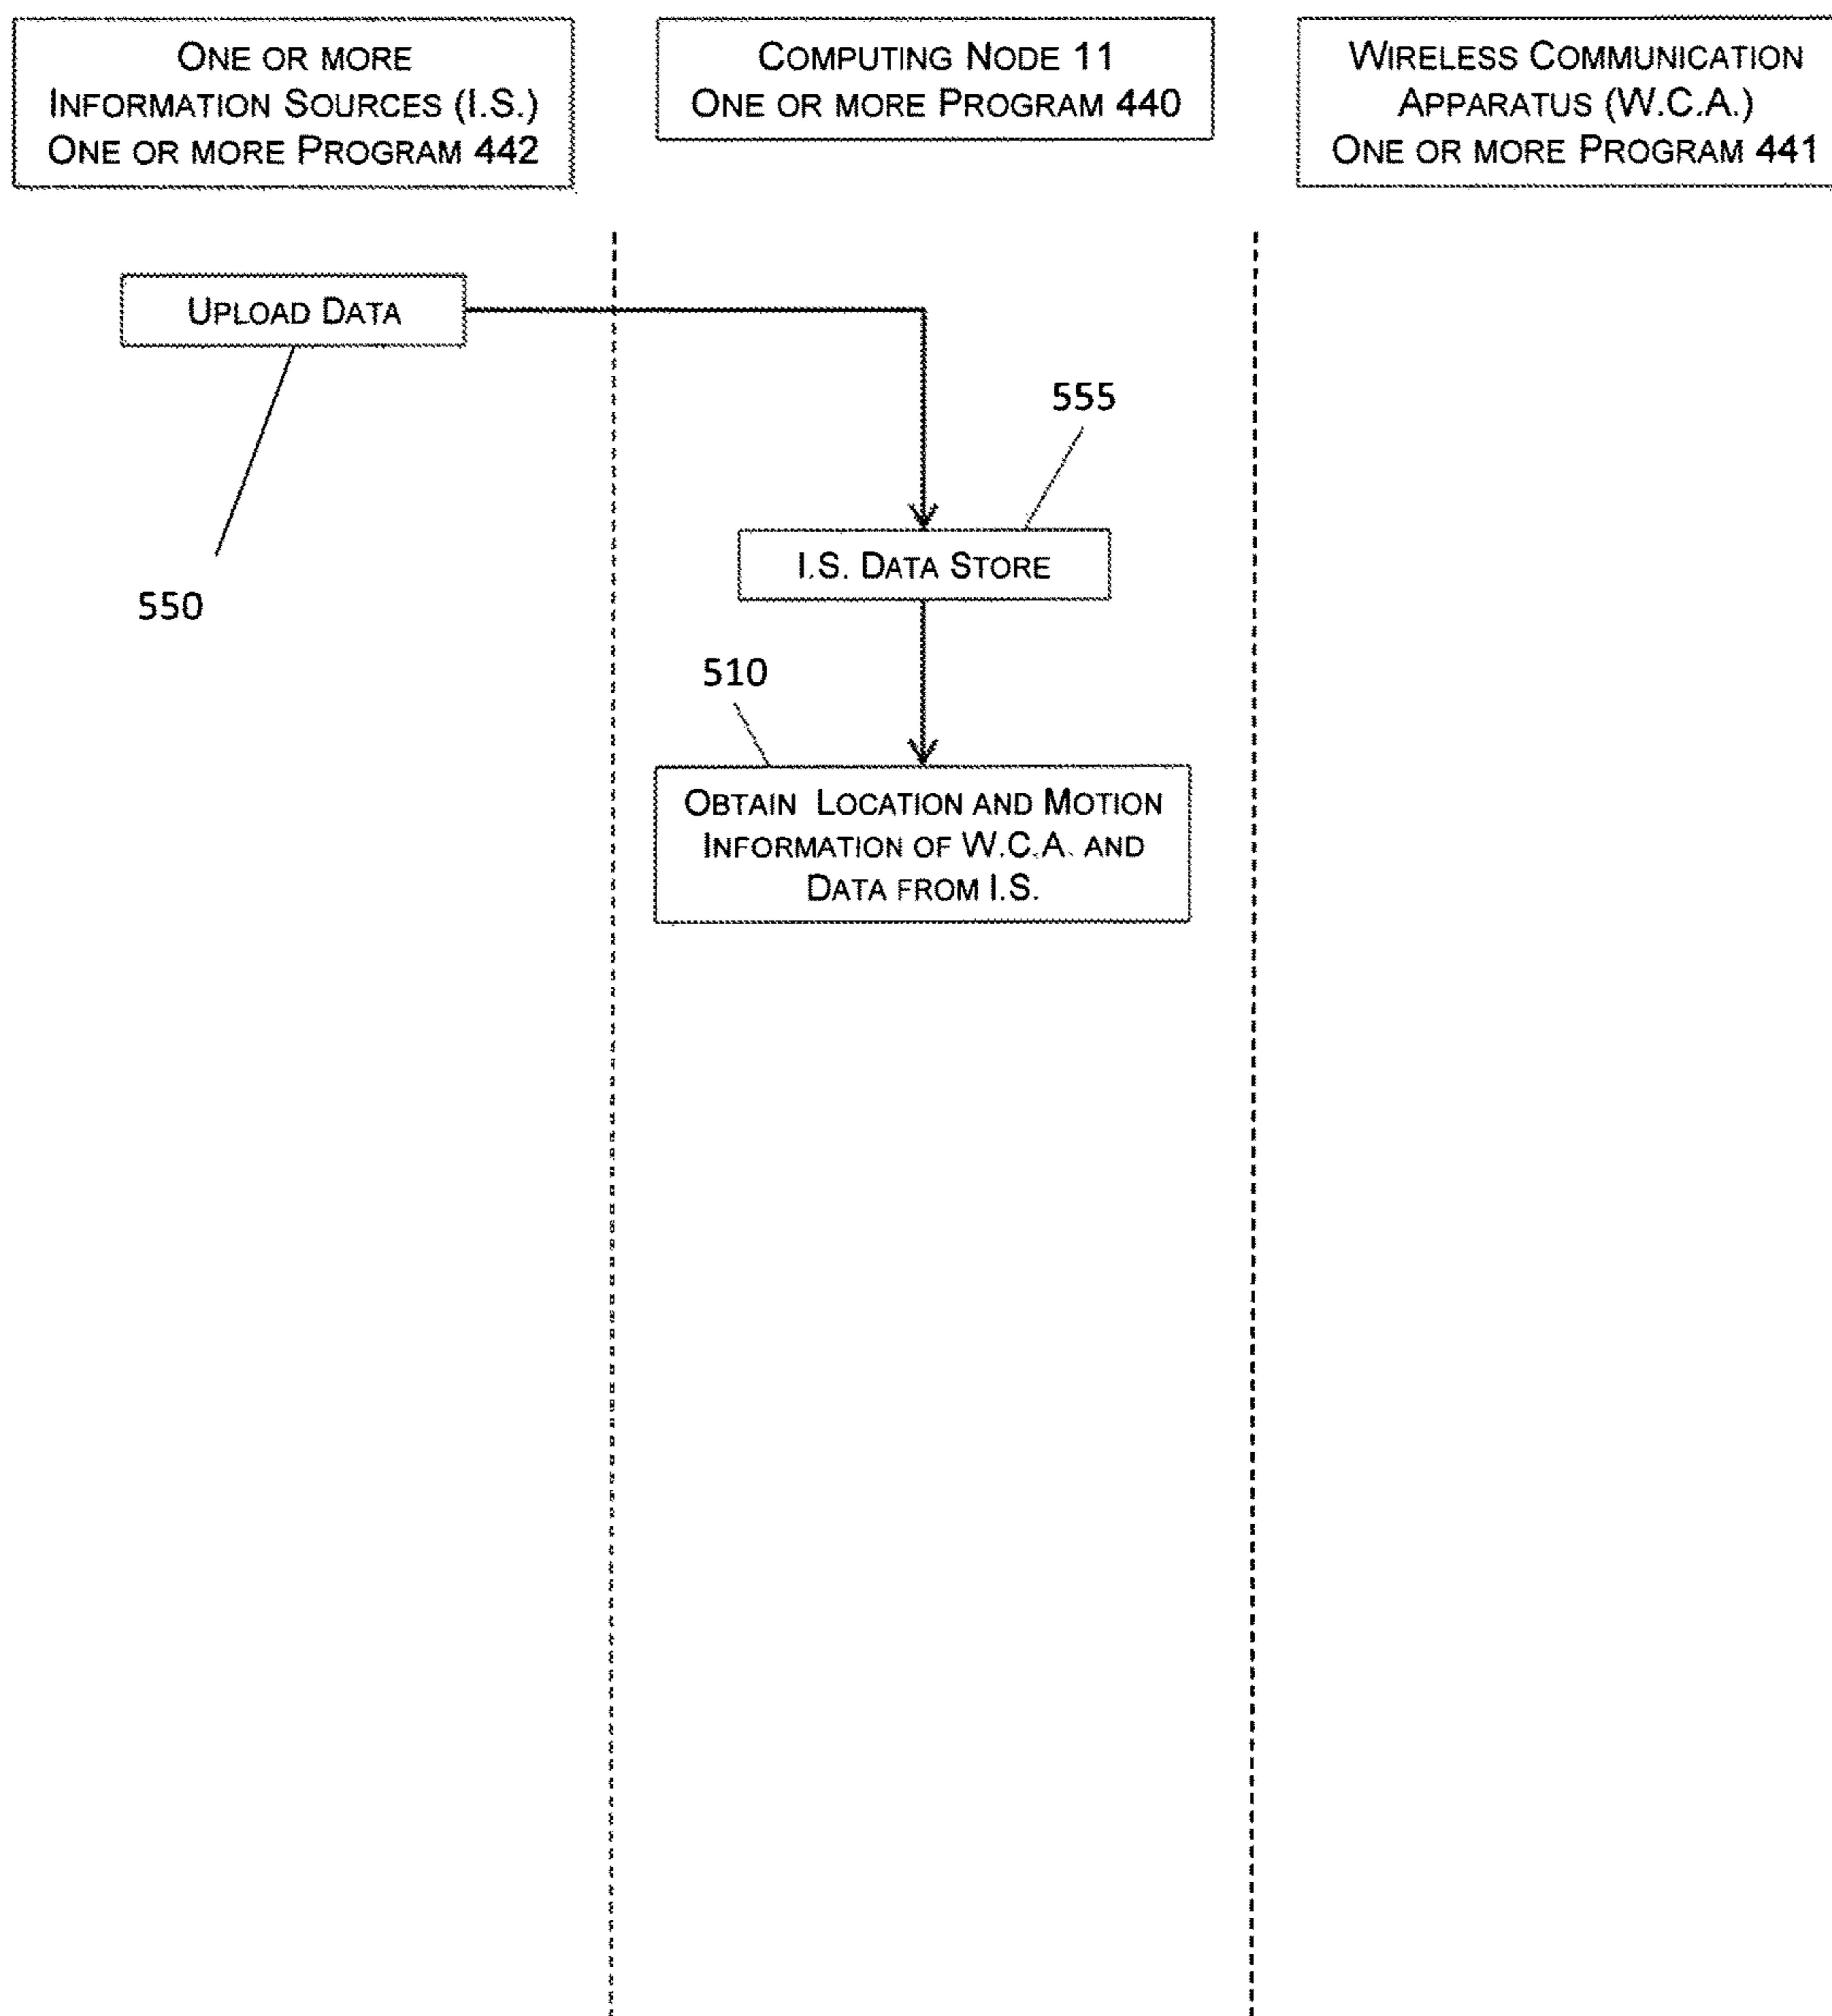 ONE OR MORE
INFORMATION SOURCES (I.S.)
ONE OR MORE PROGRAM 442
COMPUTING NODE 11
ONE OR MORE PROGRAM 440
WIRELESS COMMUNICATION
APPARATUS (W.C.A.)
ONE OR MORE PROGRAM 441
UPLOAD DATA
555
I.S. DATA STORE
550
510
OBTAIN LOCATION AND MOTION
INFORMATION OF W.C.A. AND
DATA FROM I.S.